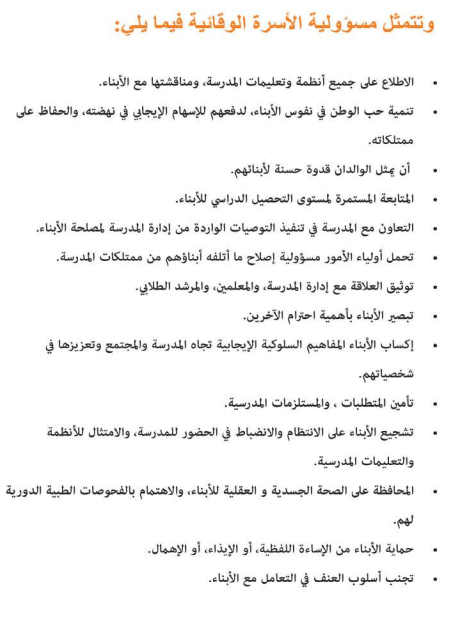 وتتمثل مسؤولية الأسرة الوقائية فيما يلي:
• الاطلاع على جميع أنظمة وتعليمات المدرسة، ومناقشتها مع الأبناء.
• تنمية حب الوطن في نفوس الأبناء، لدفعهم للإسهام الإيجابي في نهضته، والحفاظ على
ممتلكاته.
• أن يمثل الوالدان قدوة حسنة لأبنائهم.
• المتابعة المستمرة لمستوى التحصيل الدراسي للأبناء.
• التعاون مع المدرسة في تنفيذ التوصيات الواردة من إدارة المدرسة لمصلحة الأبناء.
• تحمل أولياء الأمور مسؤولية إصلاح ما أتلفه أبناؤهم من ممتلكات المدرسة.
• توثيق العلاقة مع إدارة المدرسة، والمعلمين، والمرشد الطلابي.
• تبصير الأبناء بأهمية احترام الآخرين.
• إكساب الأبناء المفاهيم السلوكية الإيجابية تجاه المدرسة والمجتمع وتعزيزها في
شخصياتهم.
• تأمين المتطلبات ، والمستلزمات المدرسية.
• تشجيع الأبناء على الانتظام والانضباط في الحضور للمدرسة، والامتثال للأنظمة
والتعليمات المدرسية.
• المحافظة على الصحة الجسدية و العقلية للأبناء، والاهتمام بالفحوصات الطبية الدورية
لهم.
• حماية الأبناء من الإساءة اللفظية، أو الإيذاء، أو الإهمال.
• تجنب أسلوب العنف في التعامل مع الأبناء.